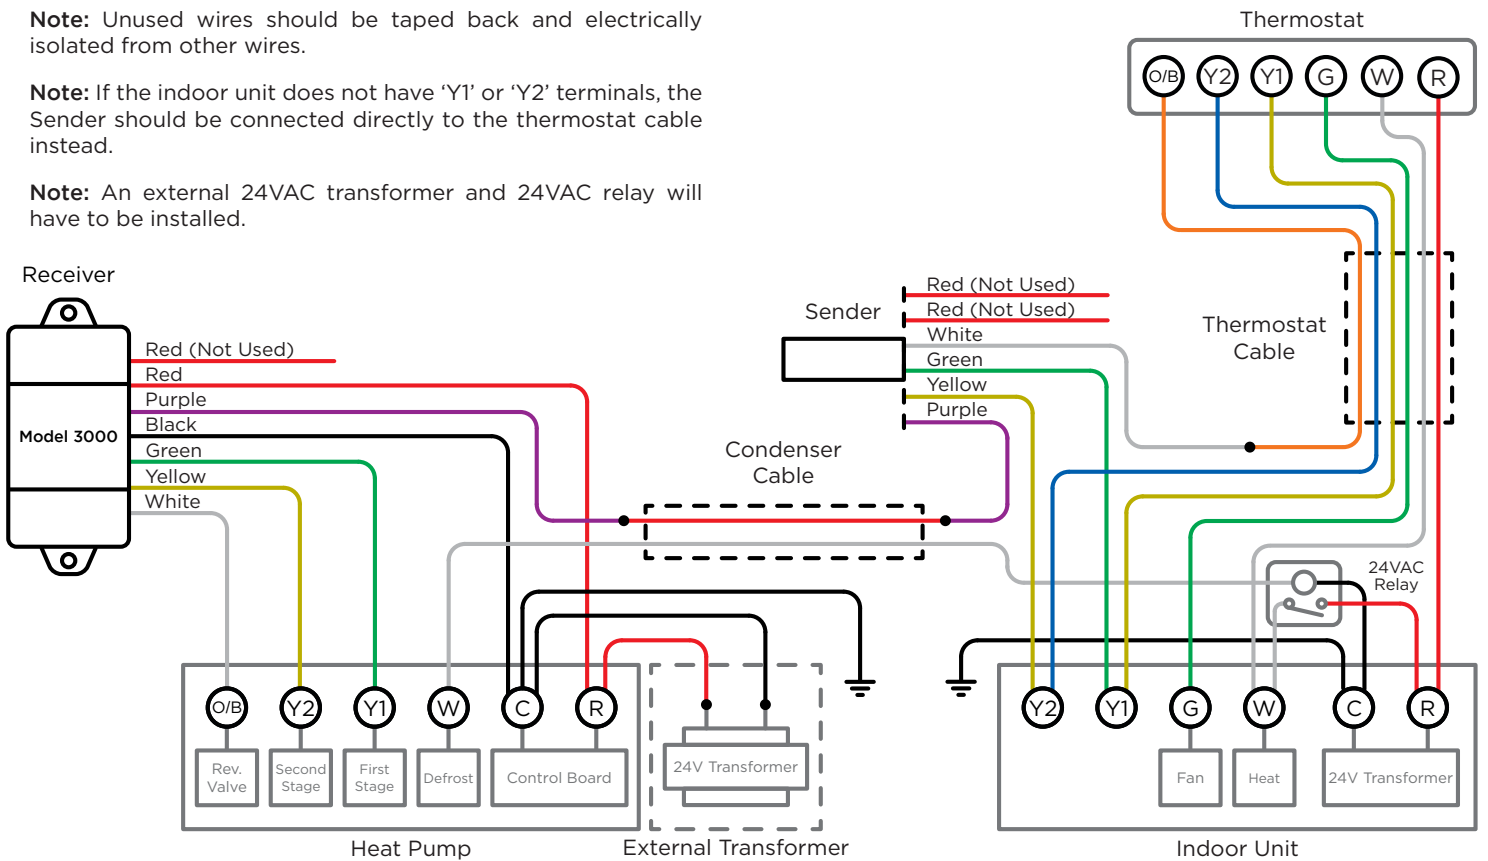 Note: Unused wires should be taped back and electrically
isolated from other wires.
Note: If the indoor unit does not have ‘Y1’ or ‘Y2’ terminals, the
Sender should be connected directly to the thermostat cable
instead.
Note: An external 24VAC transformer and 24VAC relay will
have to be installed.
Thermostat
O/B Y2 Y1 G W R
Receiver
Model 3000
Red (Not Used)
Red
Purple
Black
Green
Yellow
White
Sender
Red (Not Used)
Red (Not Used)
White
Green
Yellow
Purple
Thermostat
Cable
Condenser
Cable
24VAC
Relay
O/B Y2 Y1 W C R
Rev.
Valve
Second
Stage
First
Stage
Defrost
Control Board
Heat Pump
24V Transformer
External Transformer
Y2 Y1 G W C R
Fan
Heat
24V Transformer
Indoor Unit